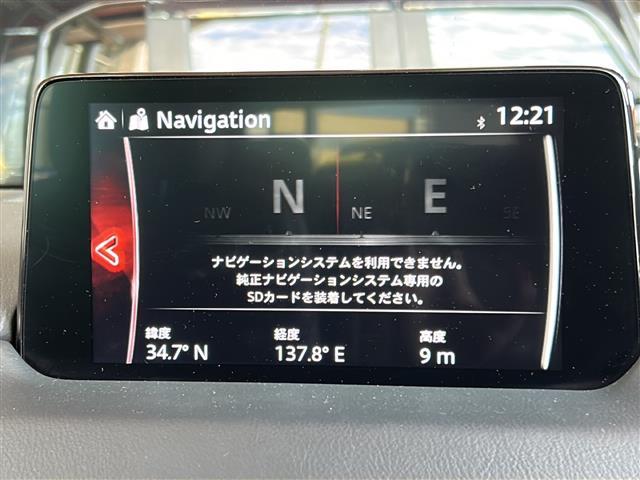 Navigation
12:21
NW N NE E SE
ナビゲーションシステムを利用できません。
純正ナビゲーションシステム専用の
SDカードを装着してください。
緯度 経度 高度
34.7° N 137.8° E 9 m